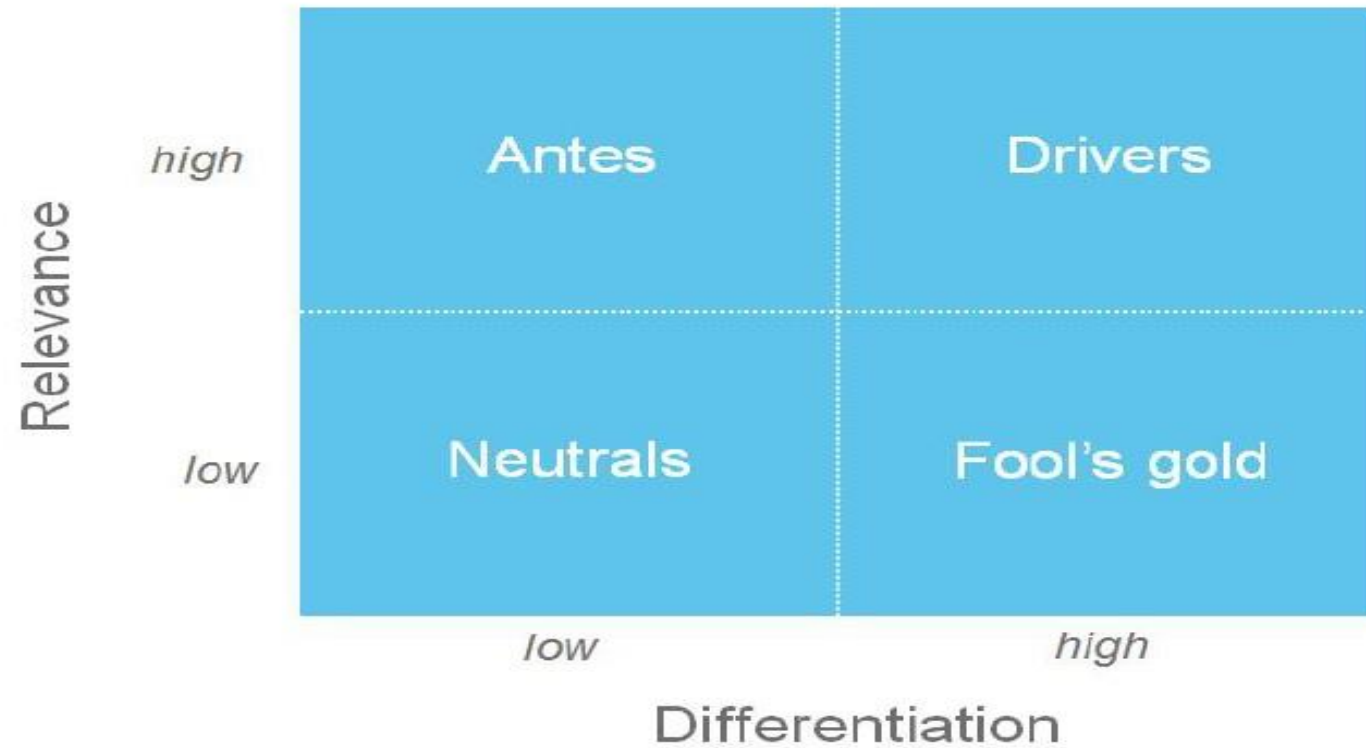 high
Antes
Drivers
Relevance
low
Neutrals
Fool's gold
low
high
Differentiation